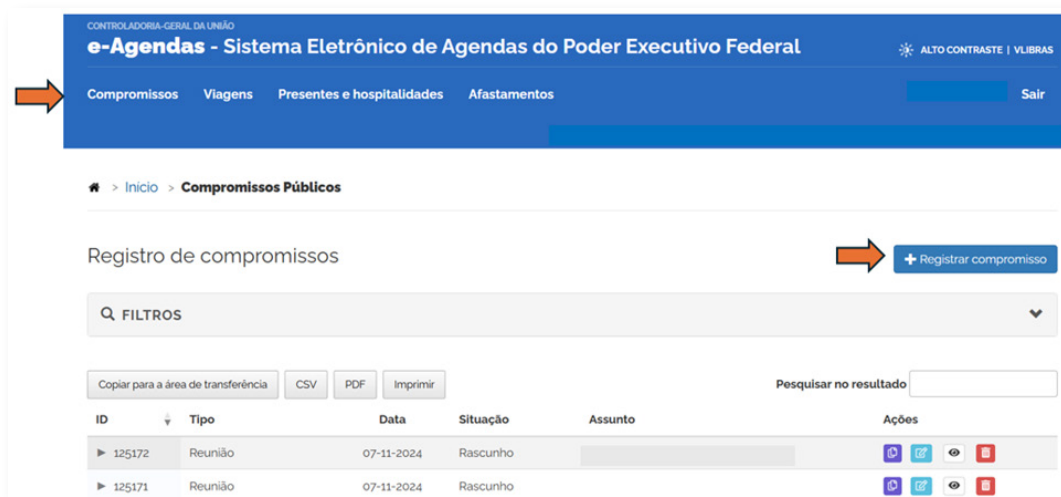 CONTROLADORIA-GERAL DA UNIÃO
e-Agendas - Sistema Eletrônico de Agendas do Poder Executivo Federal
ALTO CONTRASTE | VLIBRAS
Compromissos Viagens Presentes e hospitalidades Afastamentos Sair
> Início > Compromissos Públicos
Registro de compromissos
+ Registrar compromisso
FILTROS
Copiar para a área de transferência CSV PDF Imprimir Pesquisar no resultado
ID Tipo Data Situação Assunto Ações
125172 Reunião 07-11-2024 Rascunho
125171 Reunião 07-11-2024 Rascunho